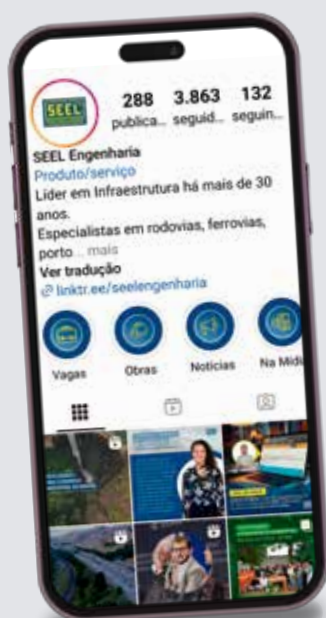 SEEL
288 3.863 132
publica... seguid... seguin...
SEEL Engenharia
Produto/serviço
Líder em Infraestrutura há mais de 30
anos.
Especialistas em rodovias, ferrovias,
porto... mais
Ver tradução
linktr.ee/seelengenharia
Vagas Obras Notícias Na Mídi